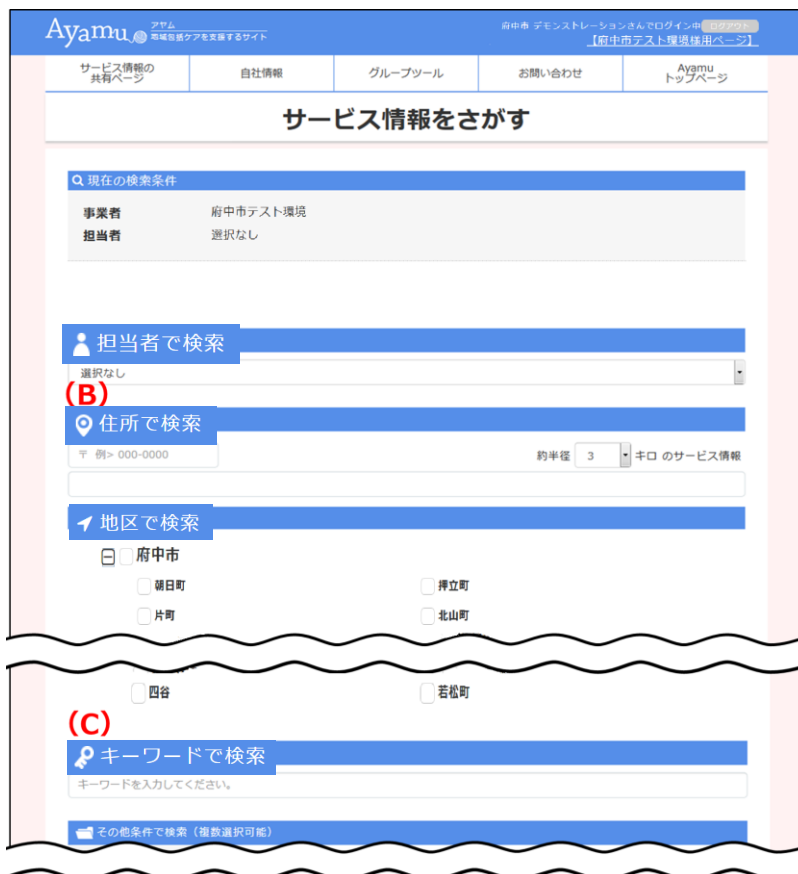 Ayamu アヤム
地域包括ケアを支援するサイト
府中市 デモンストレーションさんでログイン中 ログアウト
【府中市テスト環境様用ページ】
サービス情報の
共有ページ
自社情報
グループツール
お問い合わせ
Ayamu
トップページ
サービス情報をさがす
現在の検索条件
事業者 府中市テスト環境
担当者 選択なし
担当者で検索
選択なし
(B)
住所で検索
〒 例> 000-0000
約半径 3 キロ のサービス情報
地区で検索
府中市
朝日町 押立町
片町 北山町
四谷 若松町
(C)
キーワードで検索
キーワードを入力してください。
その他条件で検索（複数選択可能）